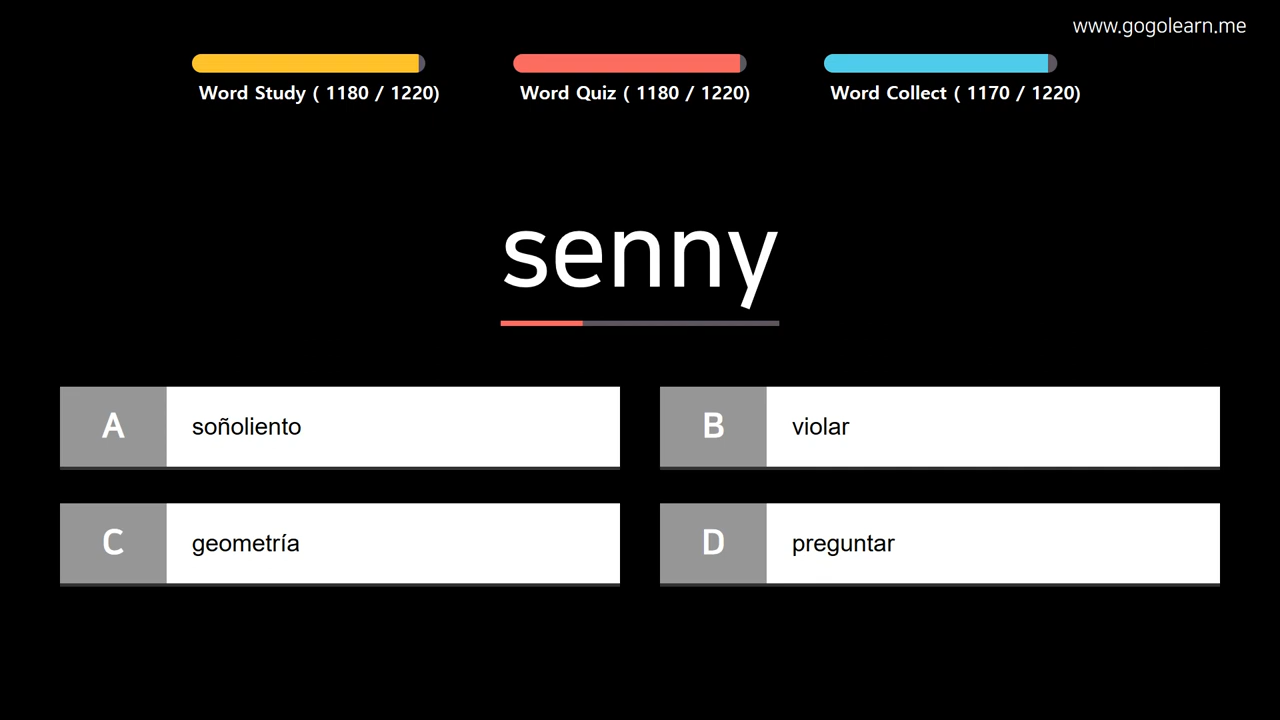 www.gogolearn.me
Word Study ( 1180 / 1220)
Word Quiz ( 1180 / 1220)
Word Collect ( 1170 / 1220)
senny
A soñoliento
B violar
C geometría
D preguntar